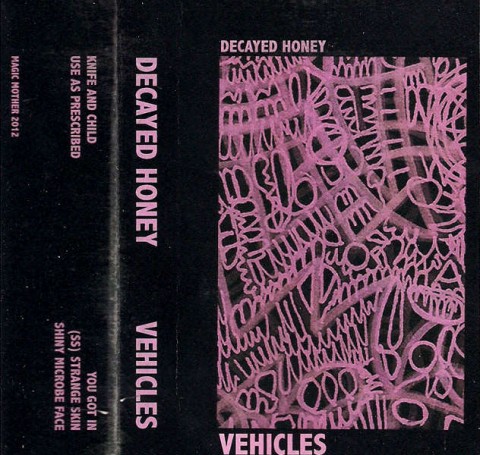 MAGIC MOTHER 2012
KNIFE AND CHILD
USE AS PRESCRIBED
YOU GOT IN
(SS) STRANGE SKIN
SHINY MICROBE FACE
DECAYED HONEY
VEHICLES
DECAYED HONEY
VEHICLES